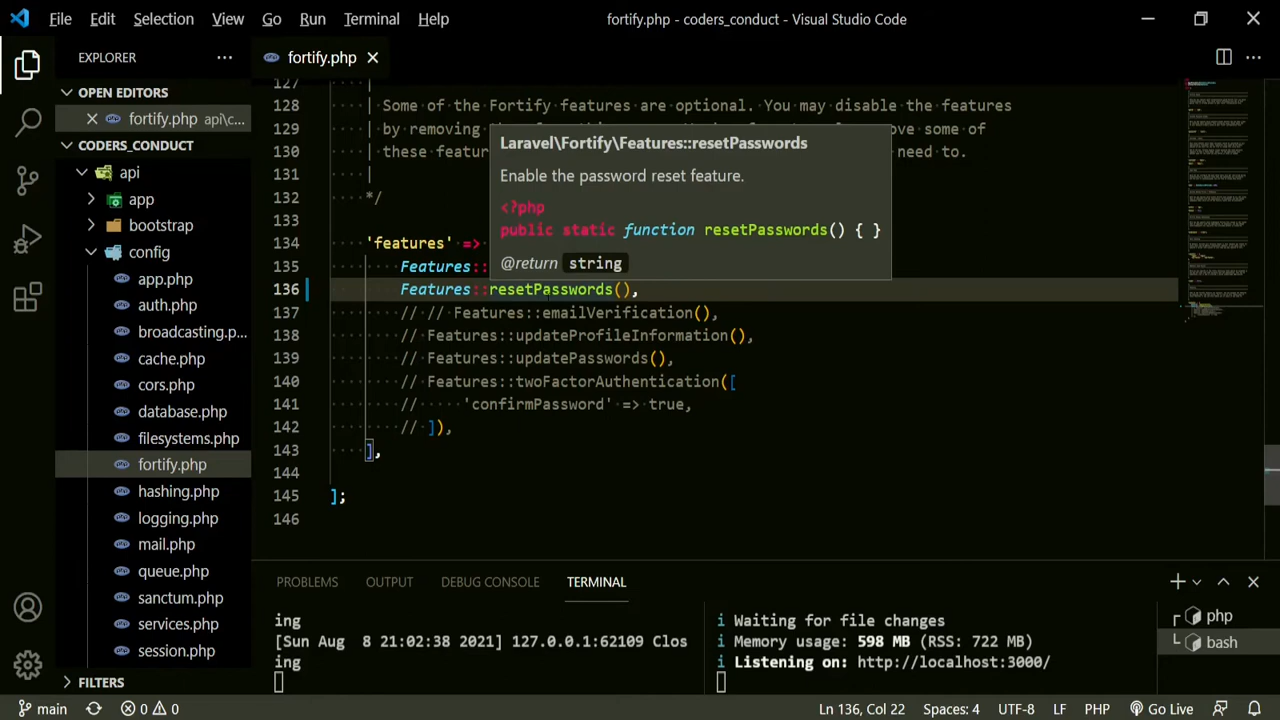 File Edit Selection View Go Run Terminal Help
fortify.php - coders_conduct - Visual Studio Code
EXPLORER
OPEN EDITORS
fortify.php api\c...
CODERS_CONDUCT
api
app
bootstrap
config
app.php
auth.php
broadcasting.p...
cache.php
cors.php
database.php
filesystems.php
fortify.php
hashing.php
logging.php
mail.php
queue.php
sanctum.php
services.php
session.php
FILTERS
fortify.php
127 |
128 | Some of the Fortify features are optional. You may disable the features
129 | by removing
130 | these featur need to.
131 |
132 */
133
134 'features' =>
135 Features::
136 Features::resetPasswords(),
137 // // Features::emailVerification(),
138 // Features::updateProfileInformation(),
139 // Features::updatePasswords(),
140 // Features::twoFactorAuthentication([
141 // 'confirmPassword' => true,
142 // ]),
143 ],
144
145 ];
146
Laravel\Fortify\Features::resetPasswords
Enable the password reset feature.
<?php
public static function resetPasswords() { }
@return string
PROBLEMS OUTPUT DEBUG CONSOLE TERMINAL
ing
[Sun Aug 8 21:02:38 2021] 127.0.0.1:62109 Clos
ing
i Waiting for file changes
i Memory usage: 598 MB (RSS: 722 MB)
i Listening on: http://localhost:3000/
php
bash
main 0 0
Ln 136, Col 22 Spaces: 4 UTF-8 LF PHP Go Live